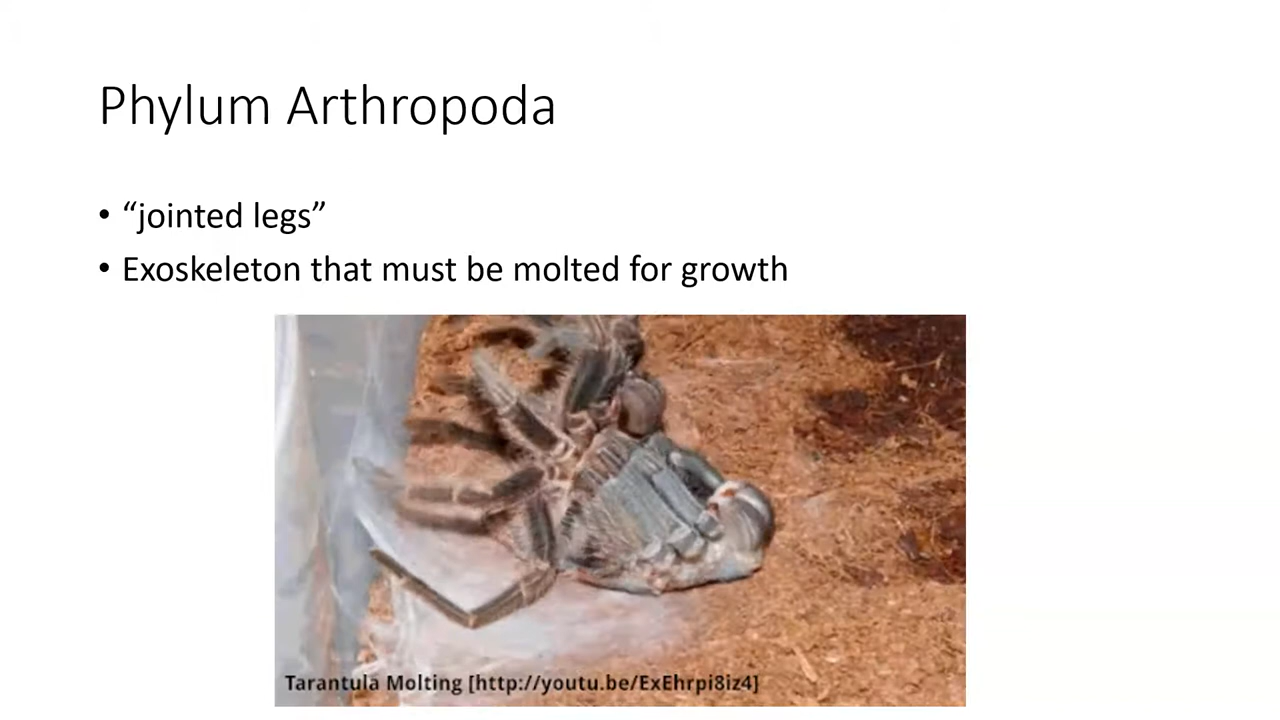 Phylum Arthropoda
• “jointed legs”
• Exoskeleton that must be molted for growth
Tarantula Molting [http://youtu.be/ExEhrpi8iz4]